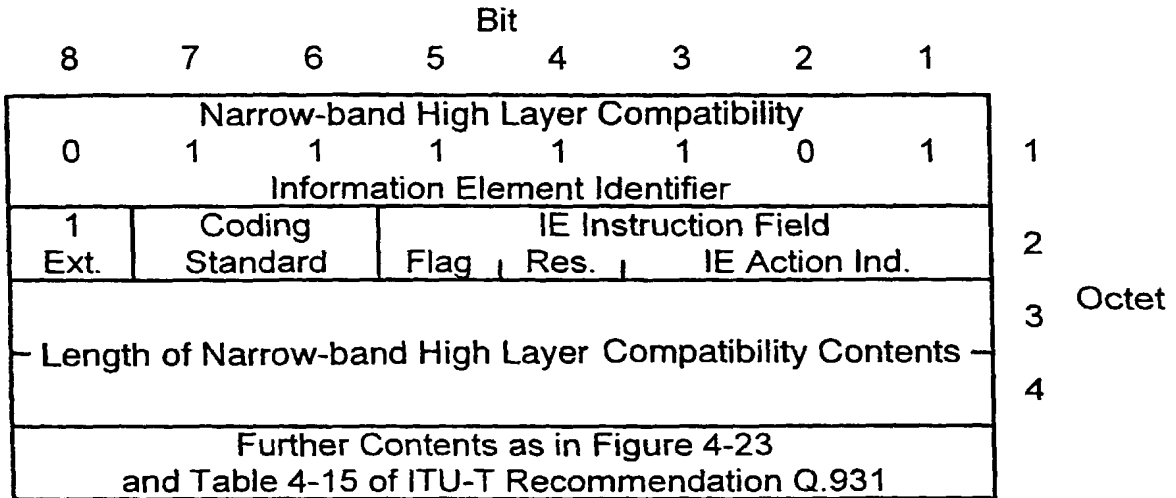 Bit
8 7 6 5 4 3 2 1
Narrow-band High Layer Compatibility
0 1 1 1 1 1 0 1 1
Information Element Identifier
1 Coding IE Instruction Field
Ext. Standard Flag Res. IE Action Ind. 2
3 Octet
Length of Narrow-band High Layer Compatibility Contents
4
Further Contents as in Figure 4-23
and Table 4-15 of ITU-T Recommendation Q.931